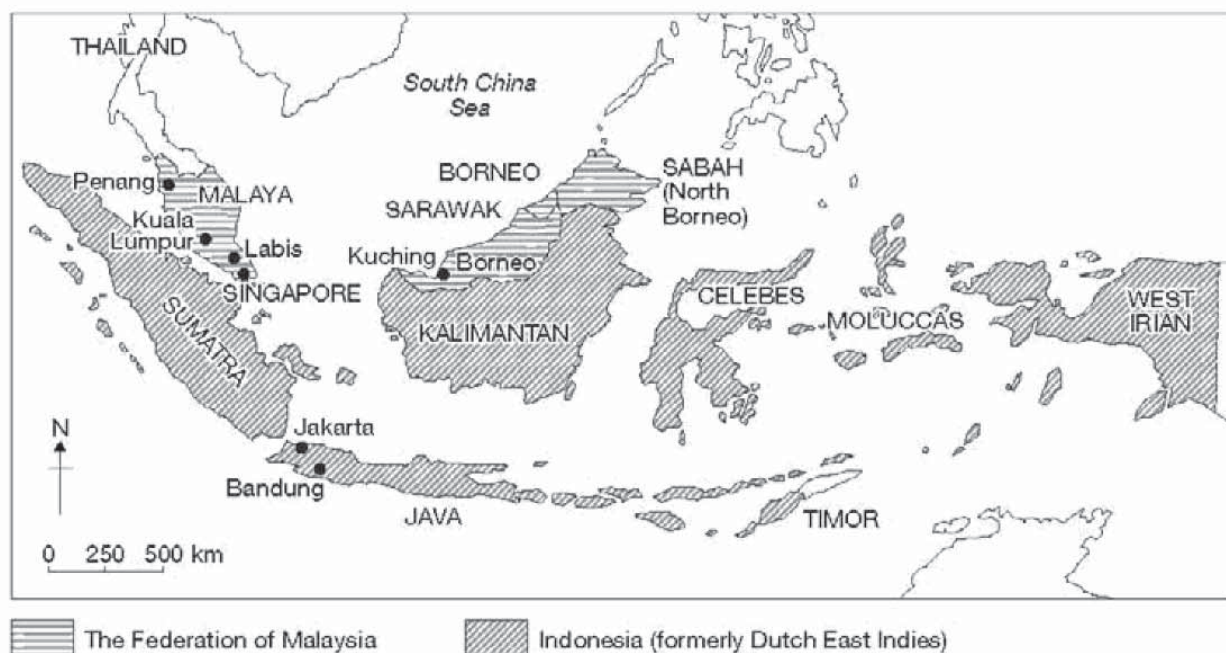 THAILAND
South China
Sea
BORNEO
SABAH
(North
Borneo)
Penang
MALAYA
SARAWAK
Kuala
Lumpur
Labis
Kuching
Borneo
SINGAPORE
CELEBES
WEST
IRIAN
SUMATRA
KALIMANTAN
MOLUCCAS
N
Jakarta
Bandung
JAVA
TIMOR
0 250 500 km
The Federation of Malaysia
Indonesia (formerly Dutch East Indies)